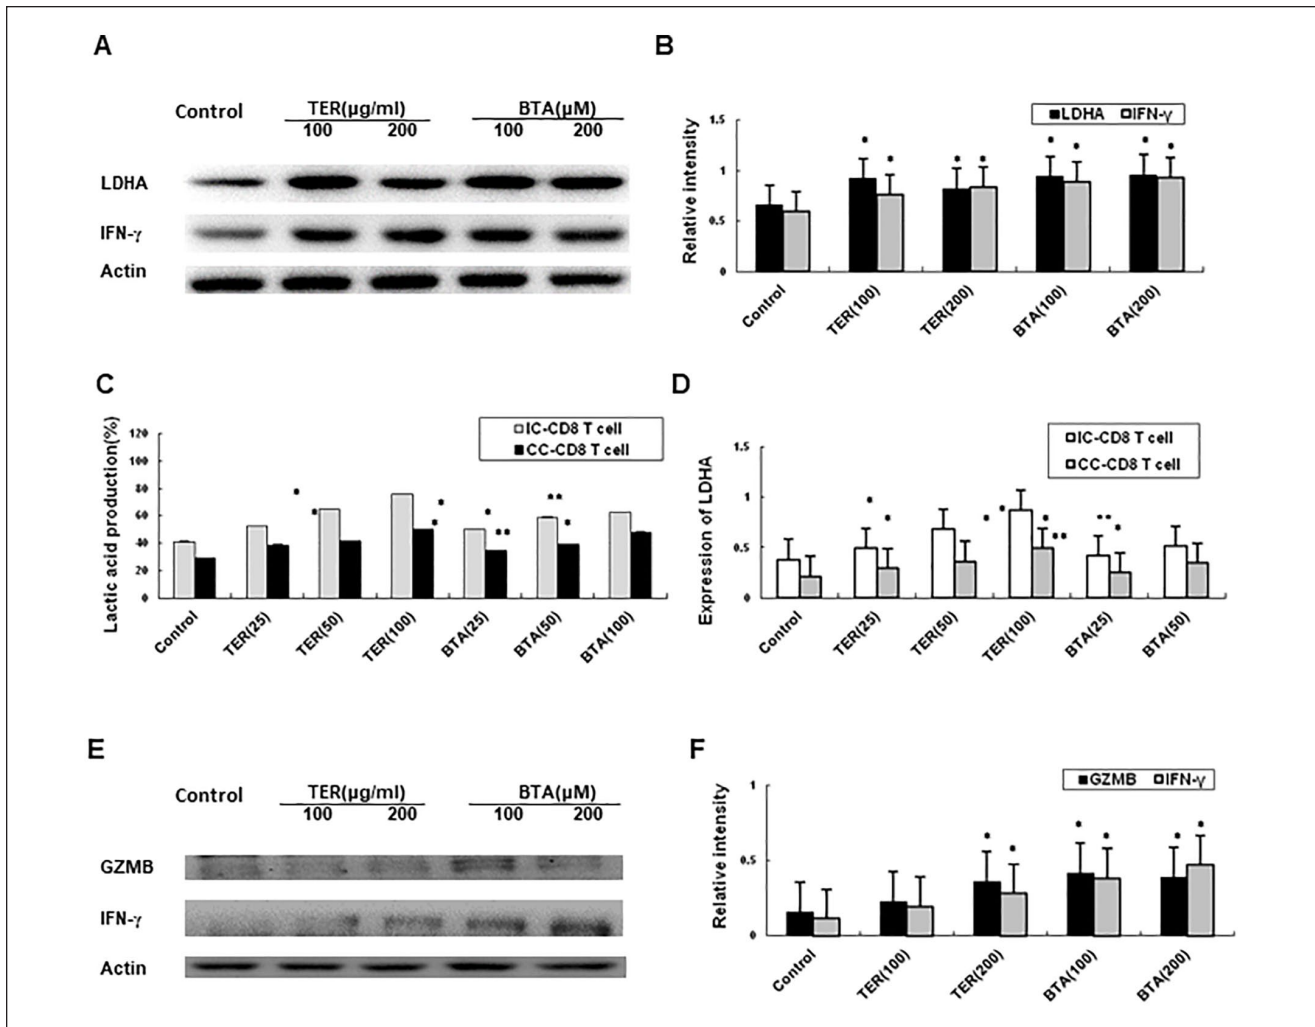 A
Control TER(µg/ml) BTA(µM)
100 200 100 200
LDHA
IFN-γ
Actin
B
LDHA IFN-γ
Relative intensity
1.5
1
0.5
0
Control TER(100) TER(200) BTA(100) BTA(200)
C
IC-CD8 T cell
CC-CD8 T cell
Lactic acid production(%)
120
100
80
60
40
20
0
Control TER(25) TER(50) TER(100) BTA(25) BTA(50) BTA(100)
D
IC-CD8 T cell
CC-CD8 T cell
Expression of LDHA
1.5
1
0.5
0
Control TER(25) TER(50) TER(100) BTA(25) BTA(50)
E
Control TER(µg/ml) BTA(µM)
100 200 100 200
GZMB
IFN-γ
Actin
F
GZMB IFN-γ
Relative intensity
1
0.5
0
Control TER(100) TER(200) BTA(100) BTA(200)